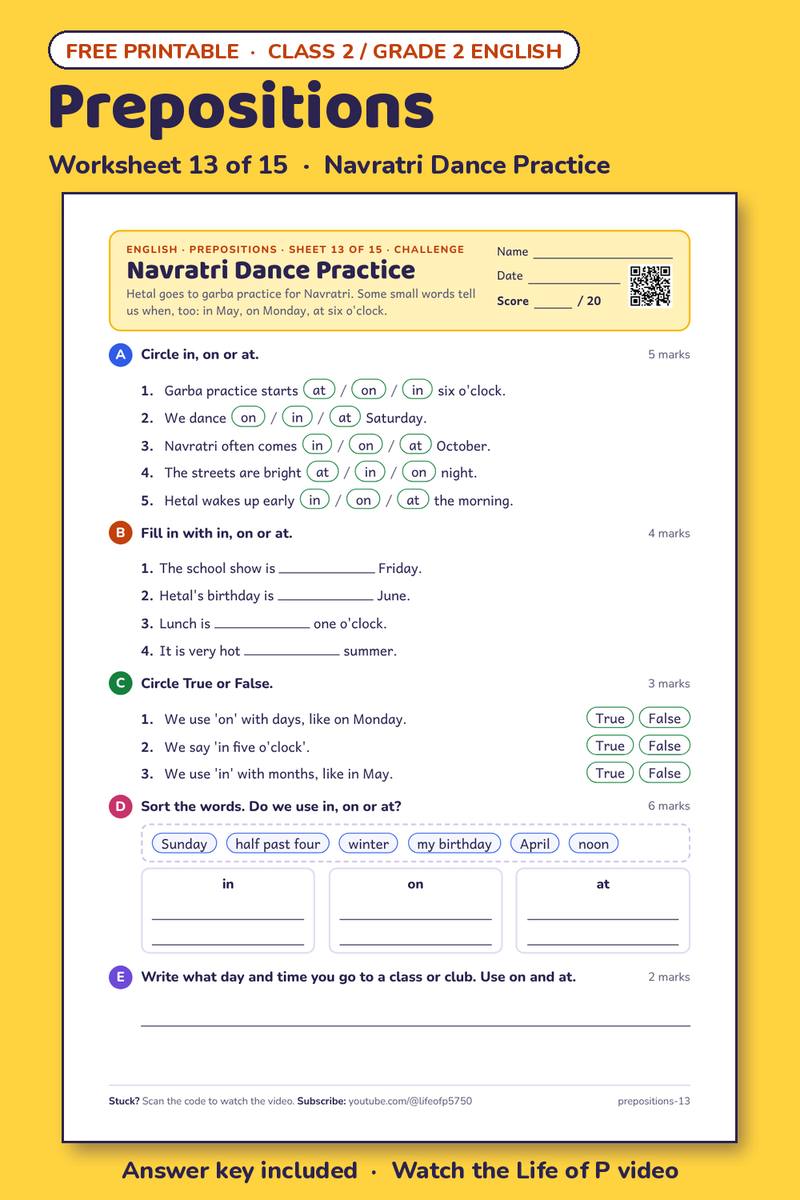 FREE PRINTABLE · CLASS 2 / GRADE 2 ENGLISH
Prepositions
Worksheet 13 of 15 · Navratri Dance Practice
ENGLISH · PREPOSITIONS · SHEET 13 OF 15 · CHALLENGE
Navratri Dance Practice
Hetal goes to garba practice for Navratri. Some small words tell
us when, too: in May, on Monday, at six o'clock.
Name ____________
Date ____________
Score ______ / 20
A Circle in, on or at. 5 marks
1. Garba practice starts at / on / in six o'clock.
2. We dance on / in / at Saturday.
3. Navratri often comes in / on / at October.
4. The streets are bright at / in / on night.
5. Hetal wakes up early in / on / at the morning.
B Fill in with in, on or at. 4 marks
1. The school show is ____________ Friday.
2. Hetal's birthday is ____________ June.
3. Lunch is ____________ one o'clock.
4. It is very hot ____________ summer.
C Circle True or False. 3 marks
1. We use 'on' with days, like on Monday. True False
2. We say 'in five o'clock'. True False
3. We use 'in' with months, like in May. True False
D Sort the words. Do we use in, on or at? 6 marks
Sunday half past four winter my birthday April noon
in on at
E Write what day and time you go to a class or club. Use on and at. 2 marks
Stuck? Scan the code to watch the video. Subscribe: youtube.com/@lifeofp5750 prepositions-13
Answer key included · Watch the Life of P video